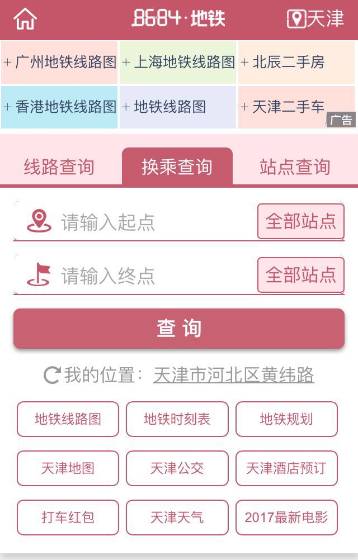 8684·地铁 天津
+ 广州地铁线路图 + 上海地铁线路图 + 北辰二手房
+ 香港地铁线路图 + 地铁线路图 + 天津二手车
广告
线路查询 换乘查询 站点查询
请输入起点 全部站点
请输入终点 全部站点
查 询
我的位置：天津市河北区黄纬路
地铁线路图 地铁时刻表 地铁规划
天津地图 天津公交 天津酒店预订
打车红包 天津天气 2017最新电影